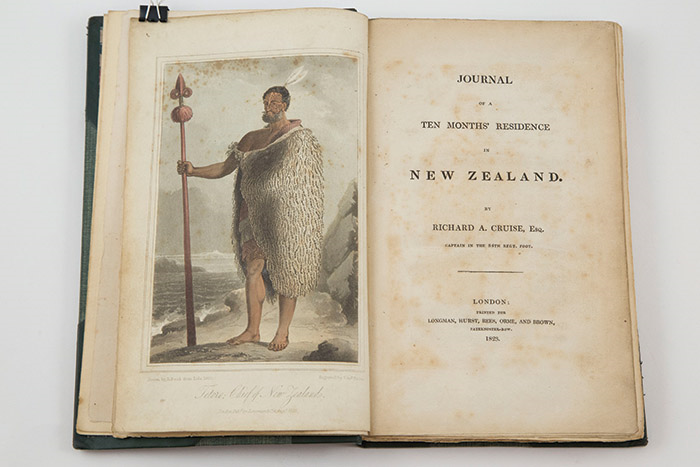 Tetoro, Chief of New Zealand.
JOURNAL
OF A
TEN MONTHS' RESIDENCE
IN
NEW ZEALAND.
BY
RICHARD A. CRUISE, ESQ.
CAPTAIN IN THE 84TH REGT. FOOT.
LONDON:
PRINTED FOR
LONGMAN, HURST, REES, ORME, AND BROWN,
PATERNOSTER-ROW.
1823.